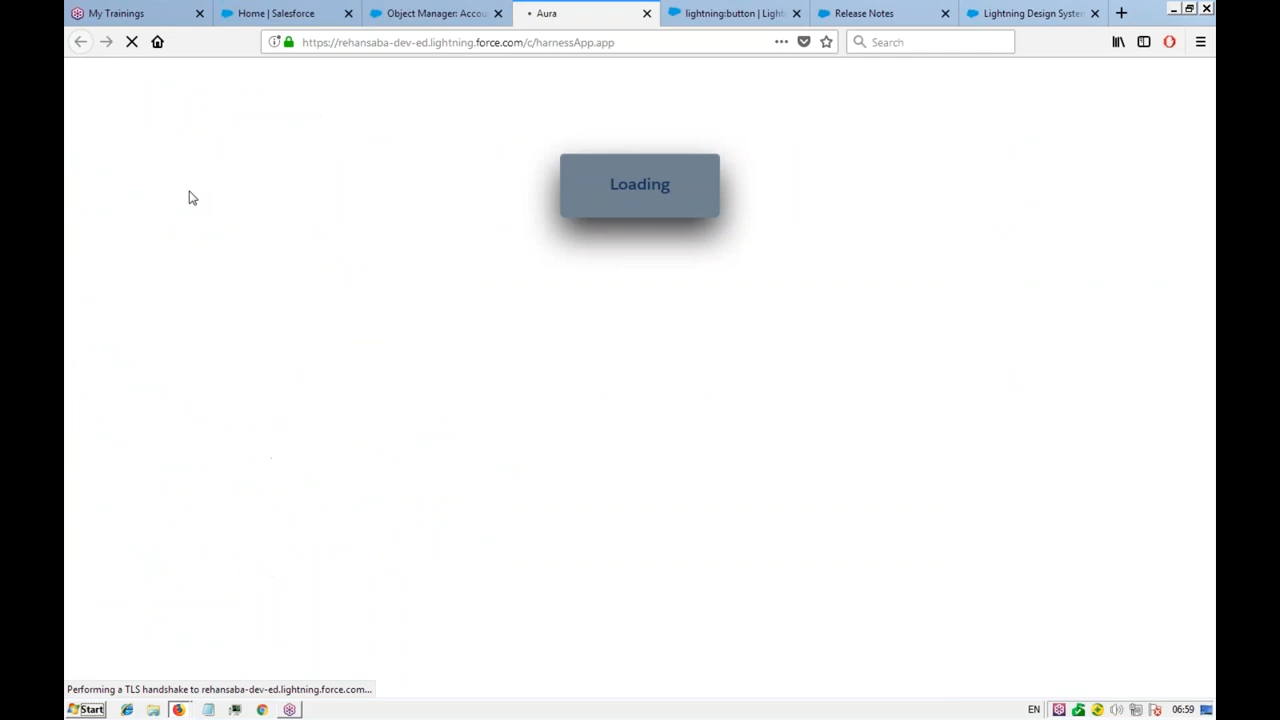 My Trainings
Home | Salesforce
Object Manager: Accou
Aura
lightning:button | Light
Release Notes
Lightning Design System
https://rehansaba-dev-ed.lightning.force.com/c/harnessApp.app
Search
Loading
Performing a TLS handshake to rehansaba-dev-ed.lightning.force.com...
Start
EN
06:59